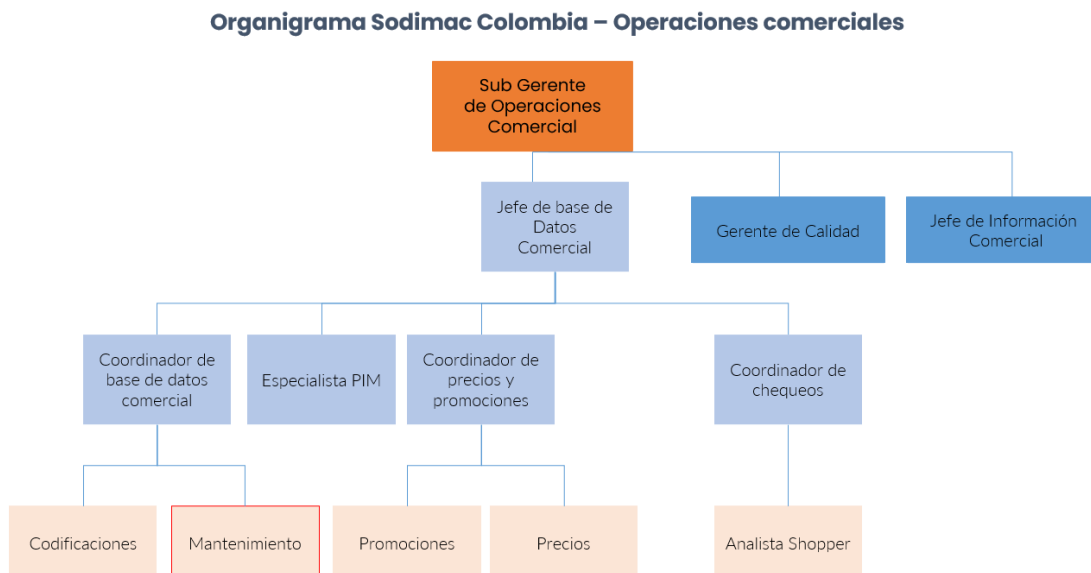 Organigrama Sodimac Colombia – Operaciones comerciales
Sub Gerente
de Operaciones
Comercial
Jefe de base de
Datos
Comercial
Gerente de Calidad
Jefe de Información
Comercial
Coordinador de
base de datos
comercial
Especialista PIM
Coordinador de
precios y
promociones
Coordinador de
chequeos
Codificaciones
Mantenimiento
Promociones
Precios
Analista Shopper